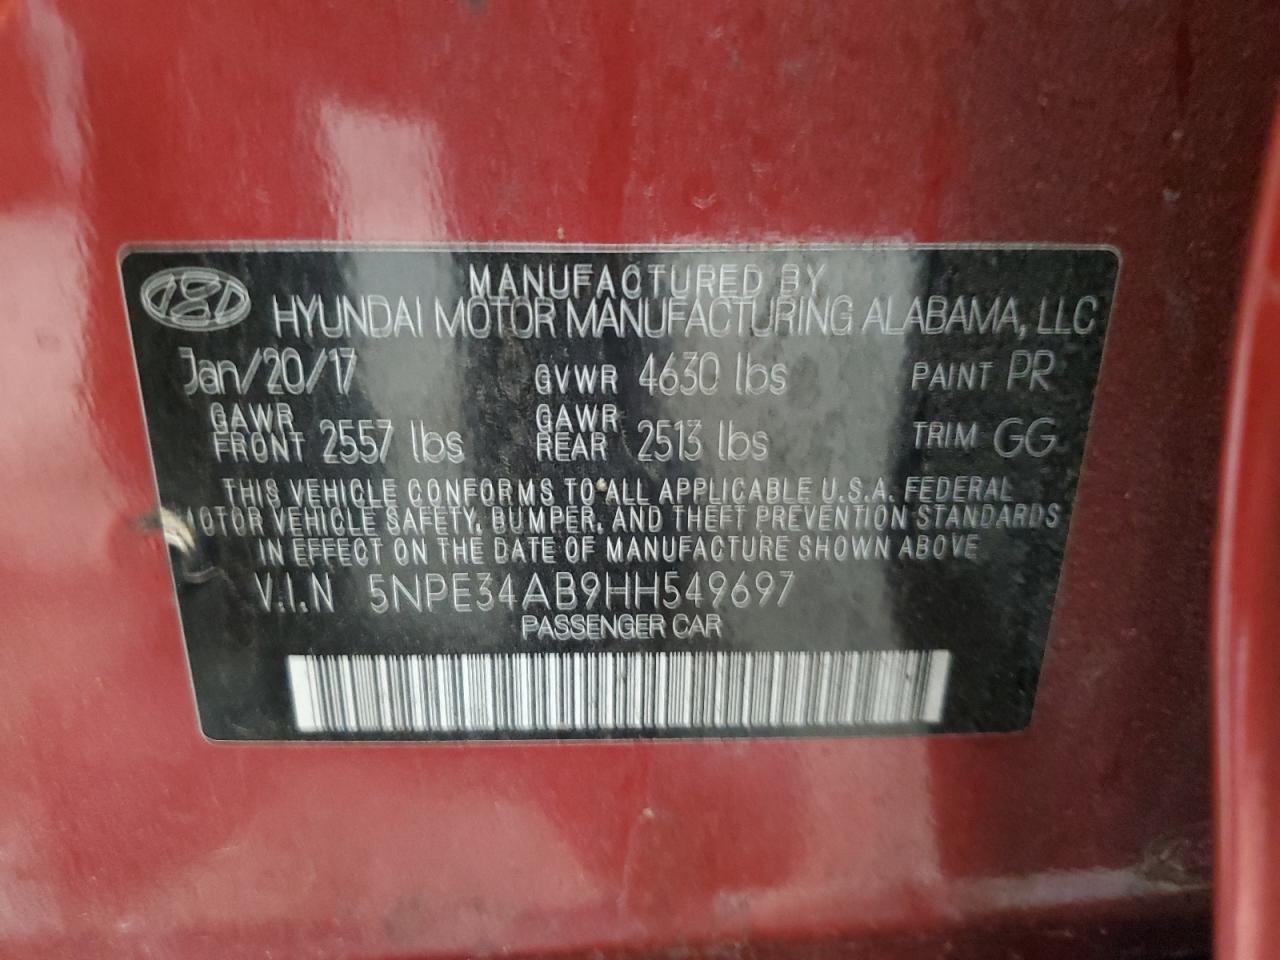 MANUFACTURED BY
HYUNDAI MOTOR MANUFACTURING ALABAMA, LLC
Jan/20/17 GVWR 4630 lbs PAINT PR
GAWR FRONT 2557 lbs GAWR REAR 2513 lbs TRIM GG
THIS VEHICLE CONFORMS TO ALL APPLICABLE U.S.A. FEDERAL
MOTOR VEHICLE SAFETY, BUMPER, AND THEFT PREVENTION STANDARDS
IN EFFECT ON THE DATE OF MANUFACTURE SHOWN ABOVE
V.I.N 5NPE34AB9HH549697
PASSENGER CAR